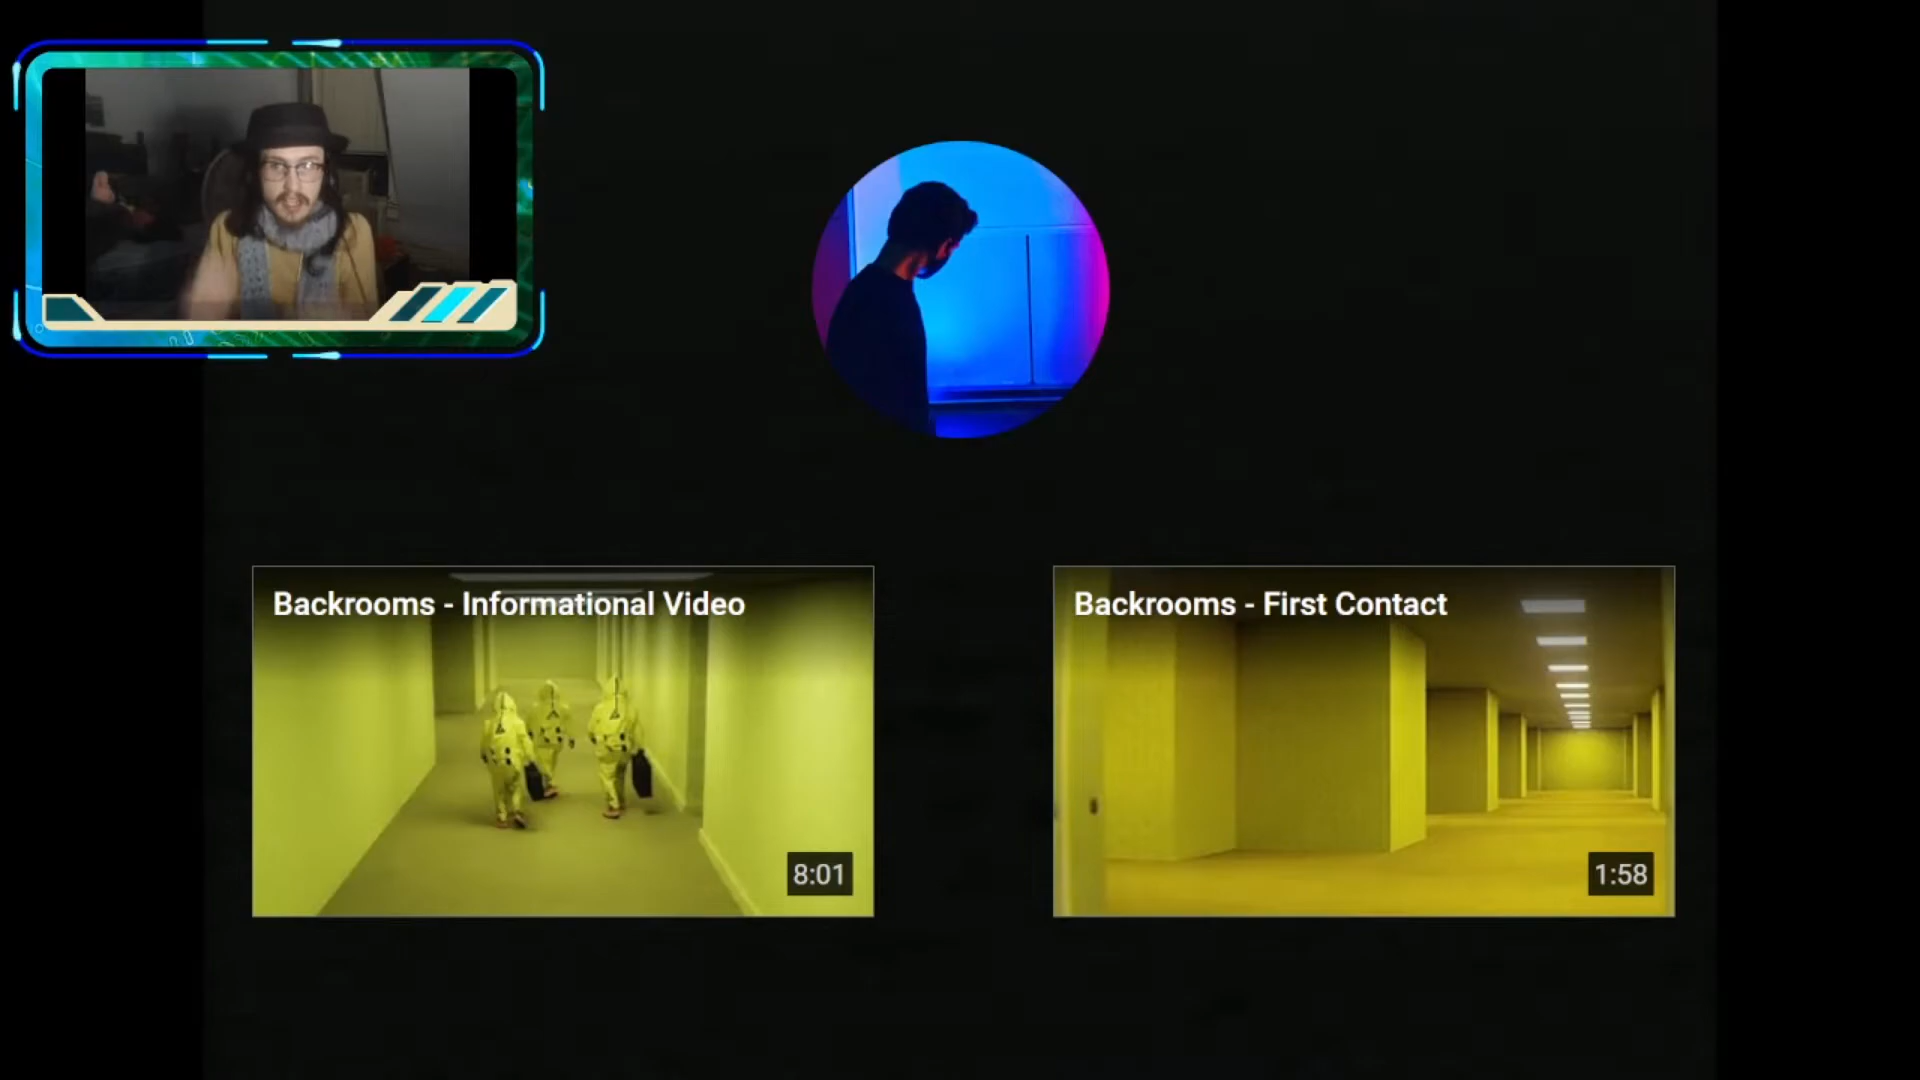 Backrooms - Informational Video
8:01
Backrooms - First Contact
1:58